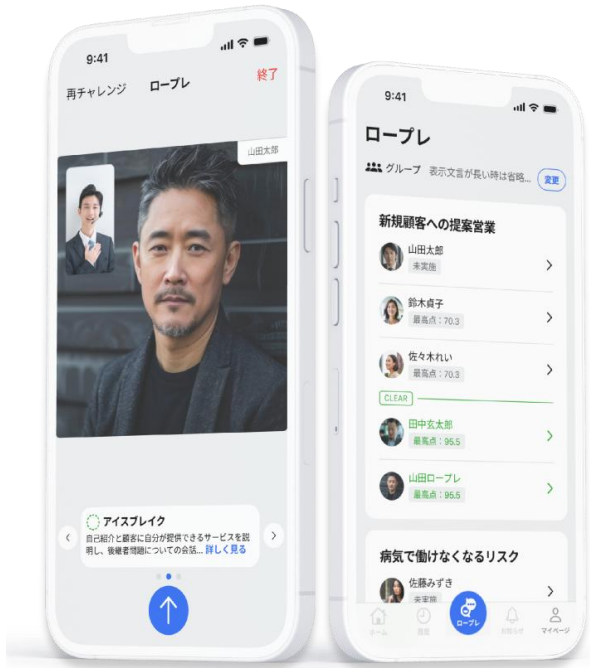 9:41
再チャレンジ
ロープレ
終了
山田太郎
アイスブレイク
自己紹介と顧客に自分が提供できるサービスを説
明し、後継者問題についての会話... 詳しく見る
9:41
ロープレ
グループ 表示文言が長い時は省略... 変更
新規顧客への提案営業
山田太郎
未実施
鈴木貞子
最高点：70.3
佐々木れい
最高点：70.3
CLEAR
田中玄太郎
最高点：95.5
山田ロープレ
最高点：95.5
病気で働けなくなるリスク
佐藤みずき
未実施
ホーム
履歴
ロープレ
お知らせ
マイページ